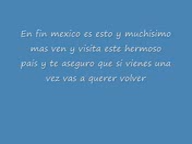 En fin mexico es esto y muchisimo
mas ven y visita este hermoso
pais y te aseguro que si vienes una
vez vas a querer volver